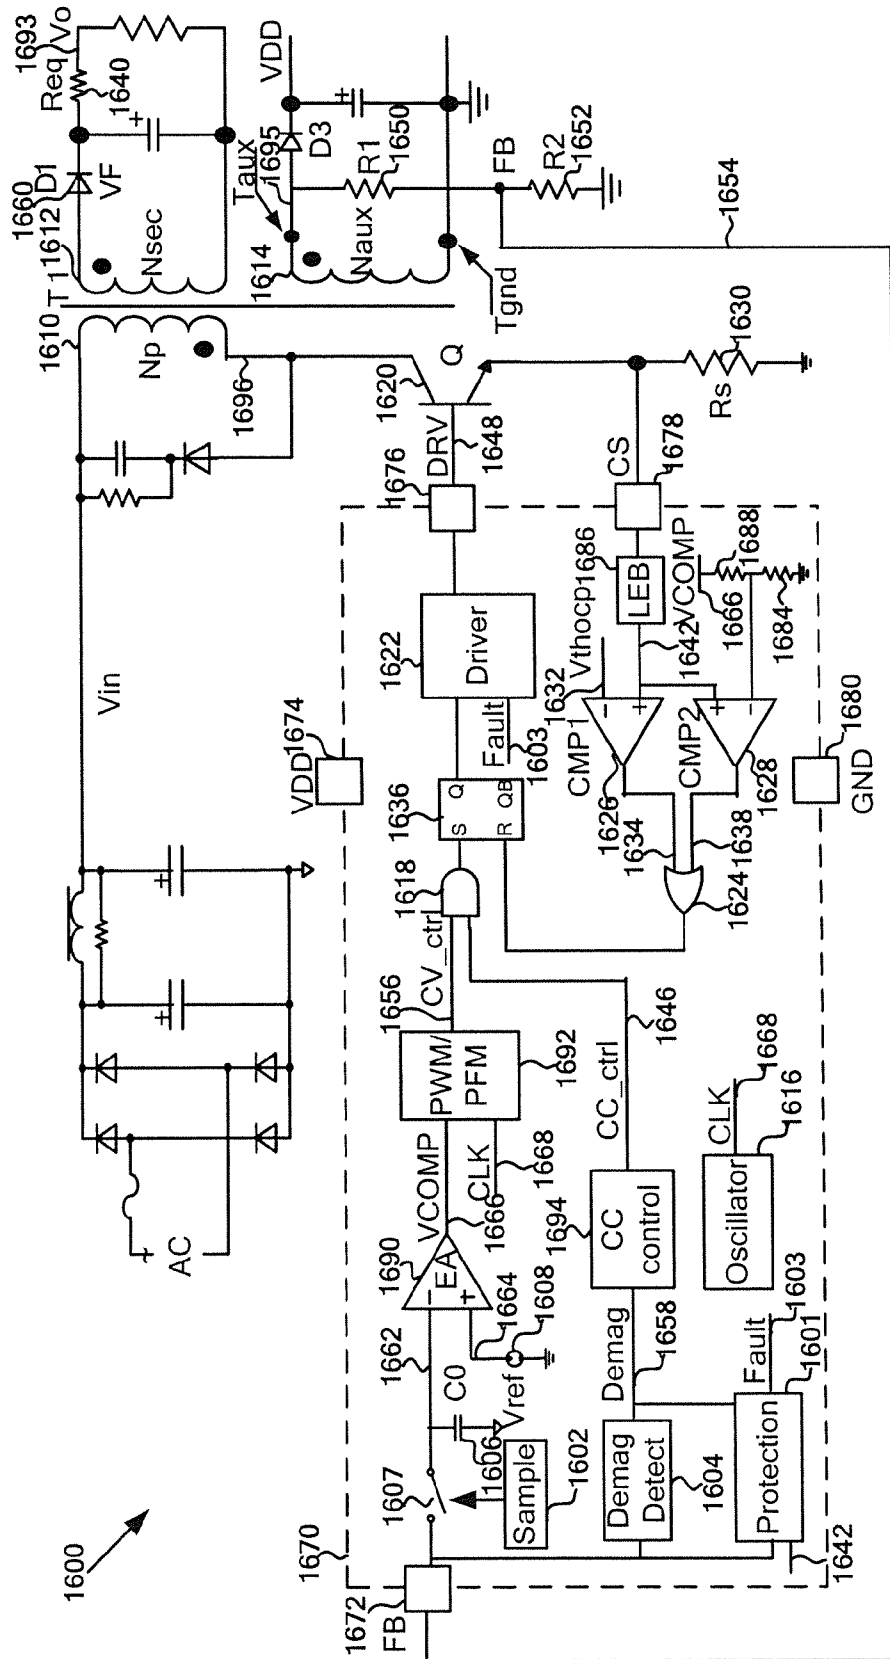 1600
AC
Vin
1610
Np
1696
T1
1612
Nsec
1660
D1
VF
Req
1640
1693
Vo
Taux
1695
D3
VDD
1614
Naux
R1
1650
Tgnd
FB
R2
1652
1654
1620
Q
DRV
1648
1676
CS
1678
Rs
1630
1670
1672
FB
1607
1662
C0
1606
Sample
1602
Vref
1608
1664
1690
EA
VCOMP
1666
CLK
1668
PWM/
PFM
1692
1656
CV_ctrl
1618
1636
S
Q
R
QB
Fault
1603
1622
Driver
VDD
1674
Demag
Detect
1604
Demag
1658
1694
CC
control
CC_ctrl
1646
Protection
1601
Fault
1603
1642
Oscillator
1616
CLK
1668
1624
1634
1638
1626
CMP1
1632
Vthocp
CMP2
1628
1642
LEB
1686
VCOMP
1666
1688
1684
1680
GND